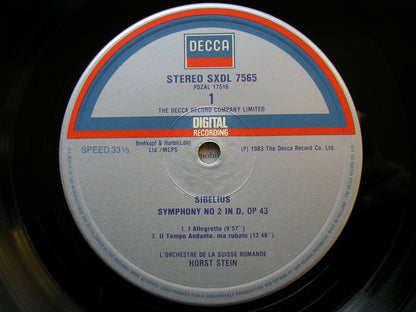 DECCA
STEREO SXDL 7565
PDZAL 17516
1
THE DECCA RECORD COMPANY LIMITED
DIGITAL
RECORDING
SPEED 33⅓
Breitkopf & Hartel(Ldn)
Ltd./MCPS
(P) 1983 The Decca Record Co. Ltd.
SIBELIUS
SYMPHONY NO 2 IN D, OP 43
1. I Allegretto (9'57'')
2. II Tempo Andante, ma rubato (13'48'')
L'ORCHESTRE DE LA SUISSE ROMANDE
HORST STEIN